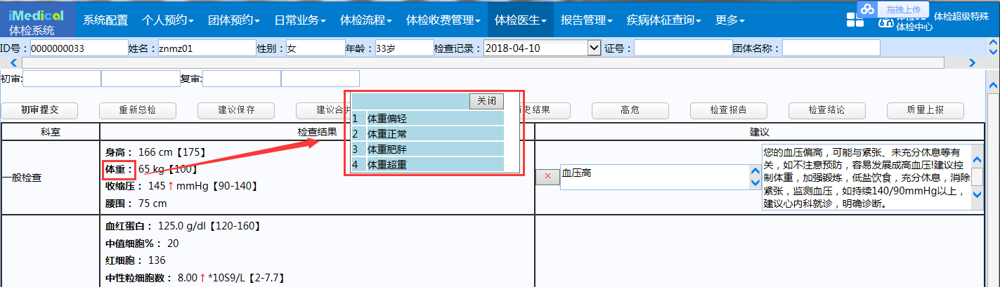 iMedical
体检系统
系统配置 个人预约 团体预约 日常业务 体检流程 体检收费管理 体检医生 报告管理 疾病体征查询 更多
拖拽上传
体检超级特殊
体检中心
ID号：0000000033 姓名：znmz01 性别：女 年龄：33岁 检查记录：2018-04-10 证号： 团体名称：
初审: 复审:
关闭
初审提交 重新总检 建议保存 建议合并 历史结果 高危 检查报告 检查结论 质量上报
1 体重偏轻
2 体重正常
3 体重肥胖
4 体重超重
科室 检查结果 建议
一般检查
身高： 166 cm【175】
体重： 65 kg【100】
收缩压： 145↑mmHg【90-140】
腰围： 75 cm
× 血压高
您的血压偏高，可能与紧张、未充分休息等有
关，如不注意预防，容易发展成高血压!建议控
制体重，加强锻炼，低盐饮食，充分休息，消除
紧张，监测血压，如持续140/90mmHg以上，
建议心内科就诊，明确诊断。
血红蛋白： 125.0 g/dl【120-160】
中值细胞%： 20
红细胞： 136
中性粒细胞数： 8.00↑*10S9/L【2-7.7】